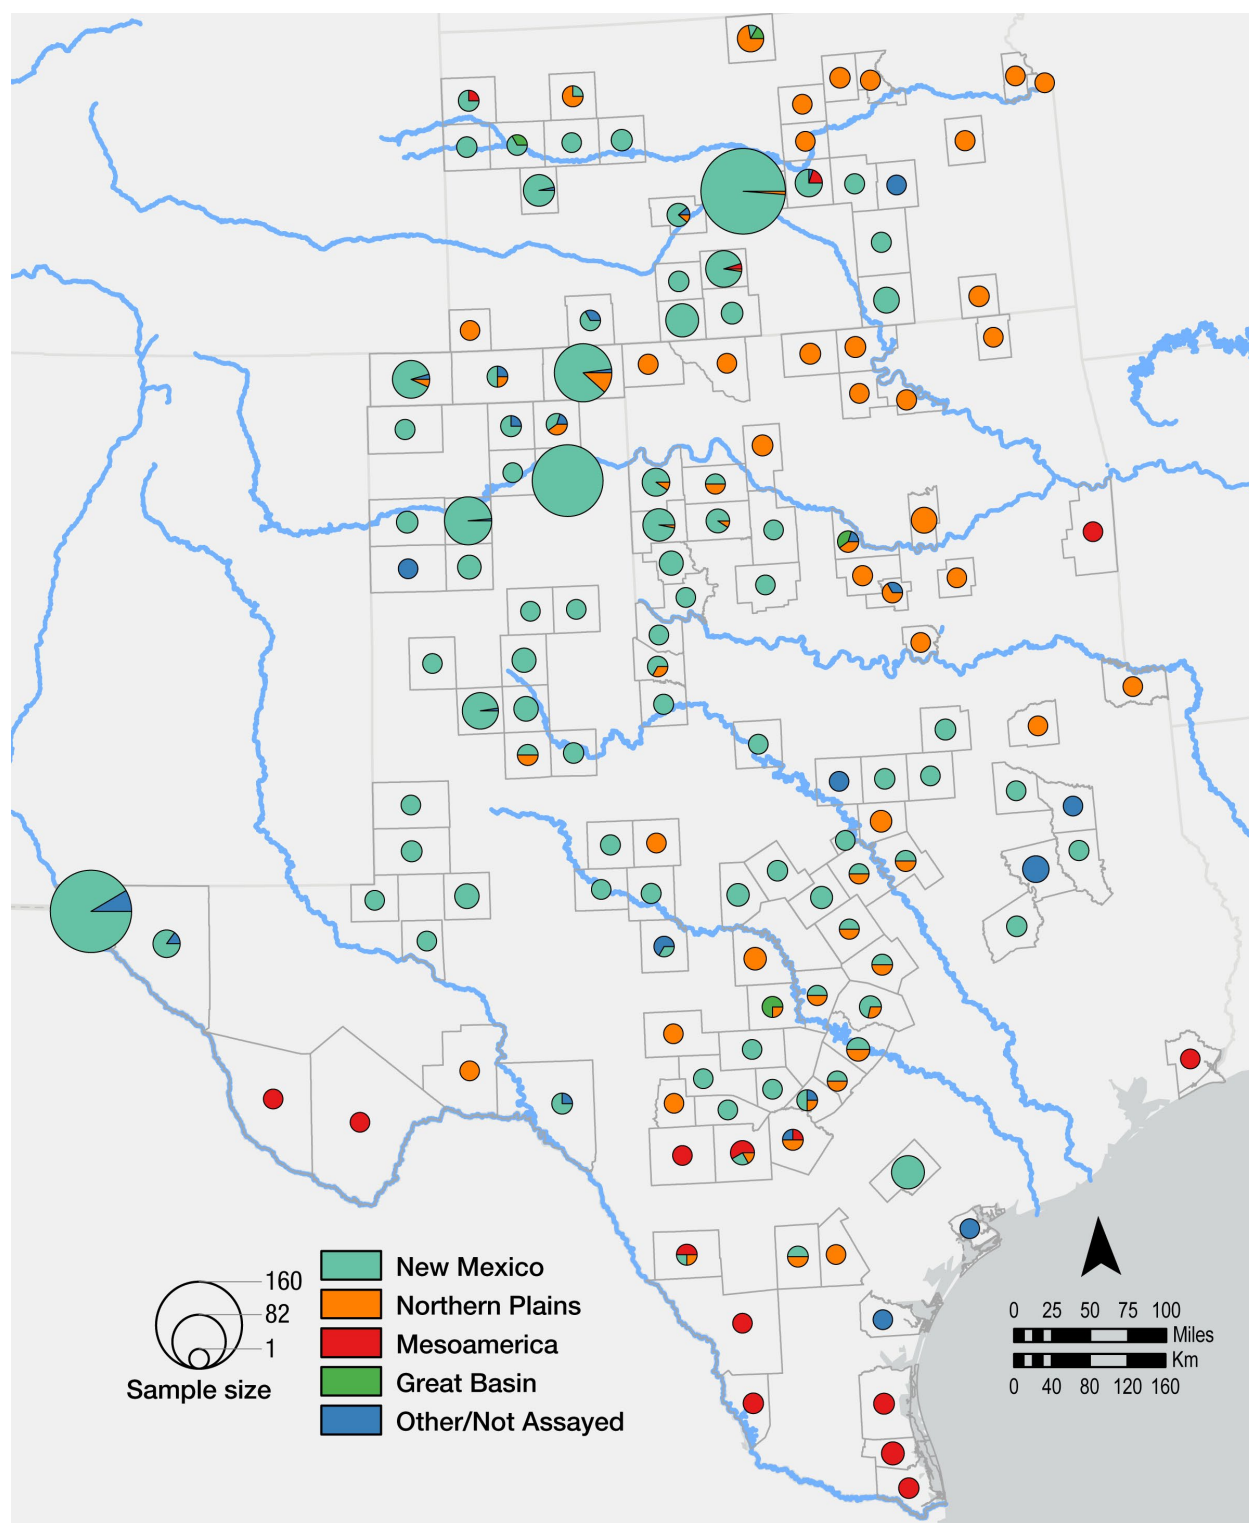 160
82
1
Sample size
New Mexico
Northern Plains
Mesoamerica
Great Basin
Other/Not Assayed
0 25 50 75 100
Miles
Km
0 40 80 120 160